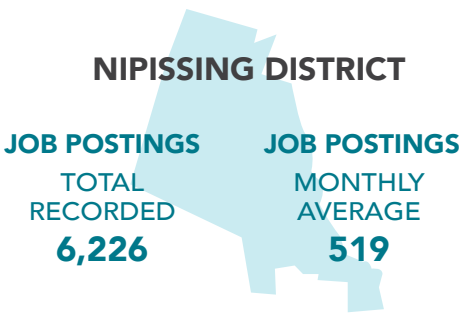 NIPISSING DISTRICT
JOB POSTINGS
TOTAL
RECORDED
6,226
JOB POSTINGS
MONTHLY
AVERAGE
519